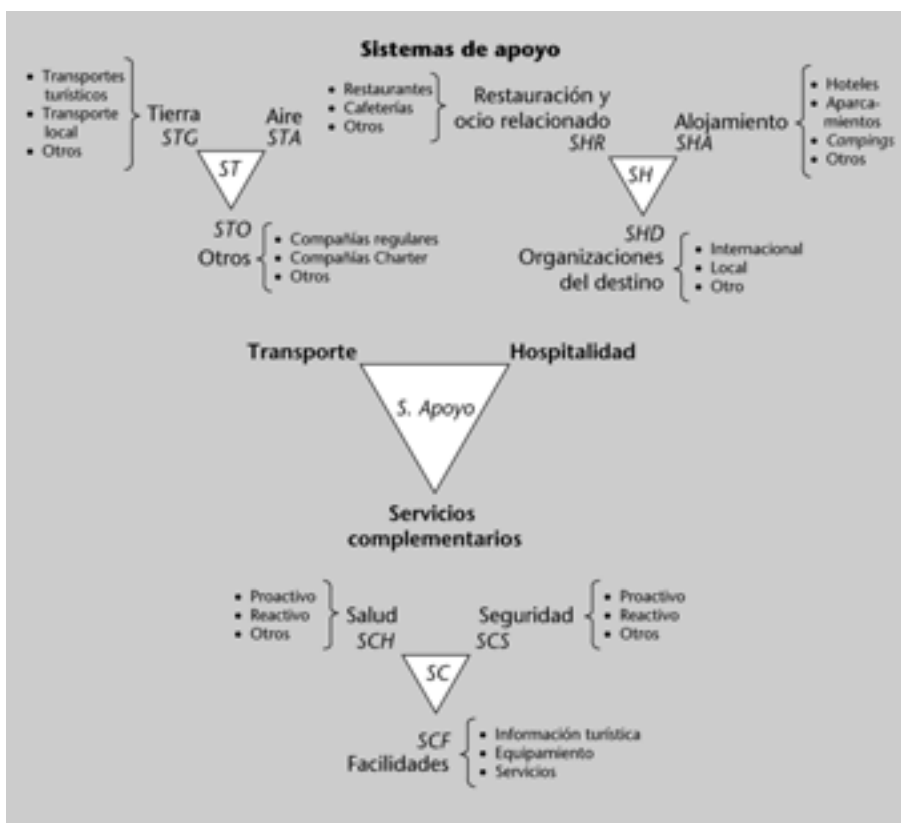 Sistemas de apoyo
• Transportes
turísticos
• Transporte
local
• Otros
Tierra
STG
Aire
STA
ST
STO
Otros
• Compañías regulares
• Compañías Charter
• Otros
• Restaurantes
• Cafeterías
• Otros
Restauración y
ocio relacionado
SHR
Alojamiento
SHA
• Hoteles
• Aparca-
mientos
• Campings
• Otros
SH
SHD
Organizaciones
del destino
• Internacional
• Local
• Otro
Transporte
Hospitalidad
S. Apoyo
Servicios
complementarios
• Proactivo
• Reactivo
• Otros
Salud
SCH
Seguridad
SCS
• Proactivo
• Reactivo
• Otros
SC
SCF
Facilidades
• Información turística
• Equipamiento
• Servicios